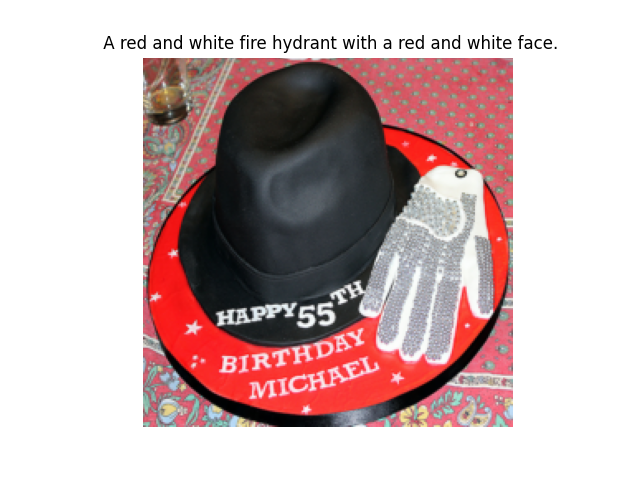 A red and white fire hydrant with a red and white face.
HAPPY 55TH
BIRTHDAY
MICHAEL